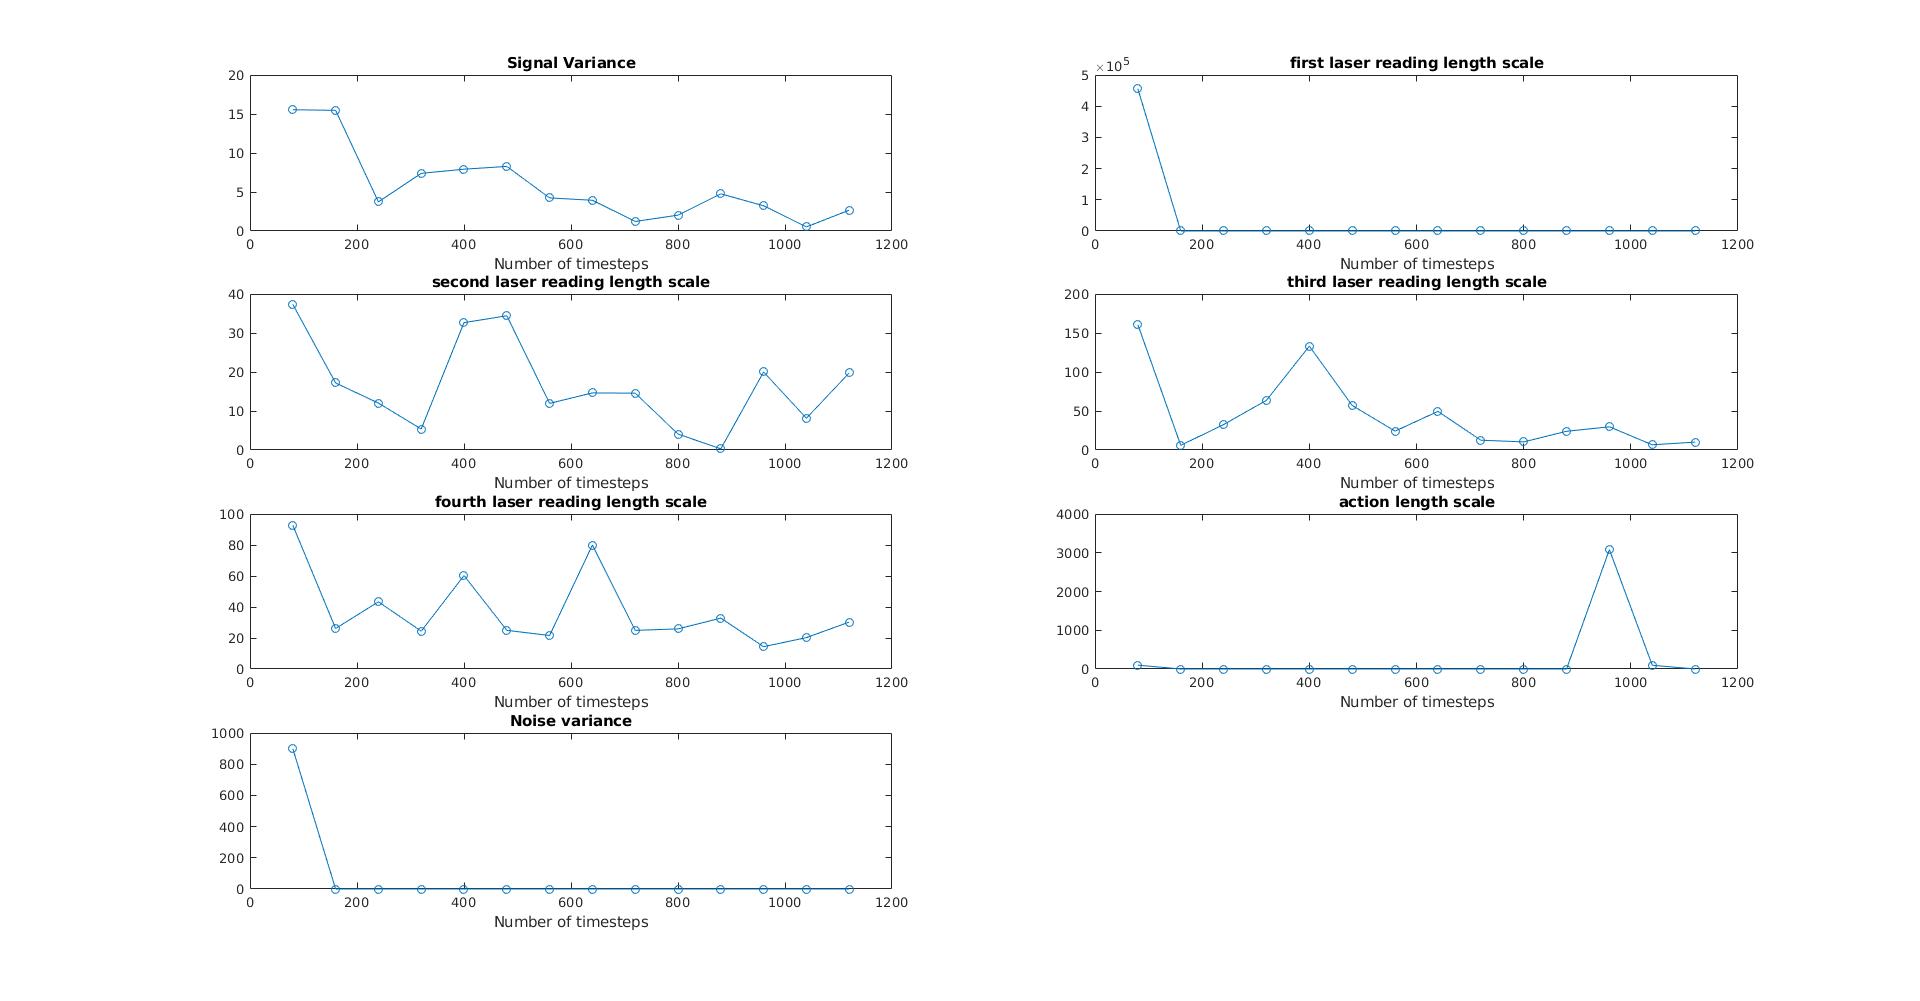 Signal Variance
20
15
10
5
0
0 200 400 600 800 1000 1200
Number of timesteps
first laser reading length scale
×10^5
5
4
3
2
1
0
0 200 400 600 800 1000 1200
Number of timesteps
second laser reading length scale
40
30
20
10
0
0 200 400 600 800 1000 1200
Number of timesteps
third laser reading length scale
200
150
100
50
0
0 200 400 600 800 1000 1200
Number of timesteps
fourth laser reading length scale
100
80
60
40
20
0
0 200 400 600 800 1000 1200
Number of timesteps
action length scale
4000
3000
2000
1000
0
0 200 400 600 800 1000 1200
Number of timesteps
Noise variance
1000
800
600
400
200
0
0 200 400 600 800 1000 1200
Number of timesteps